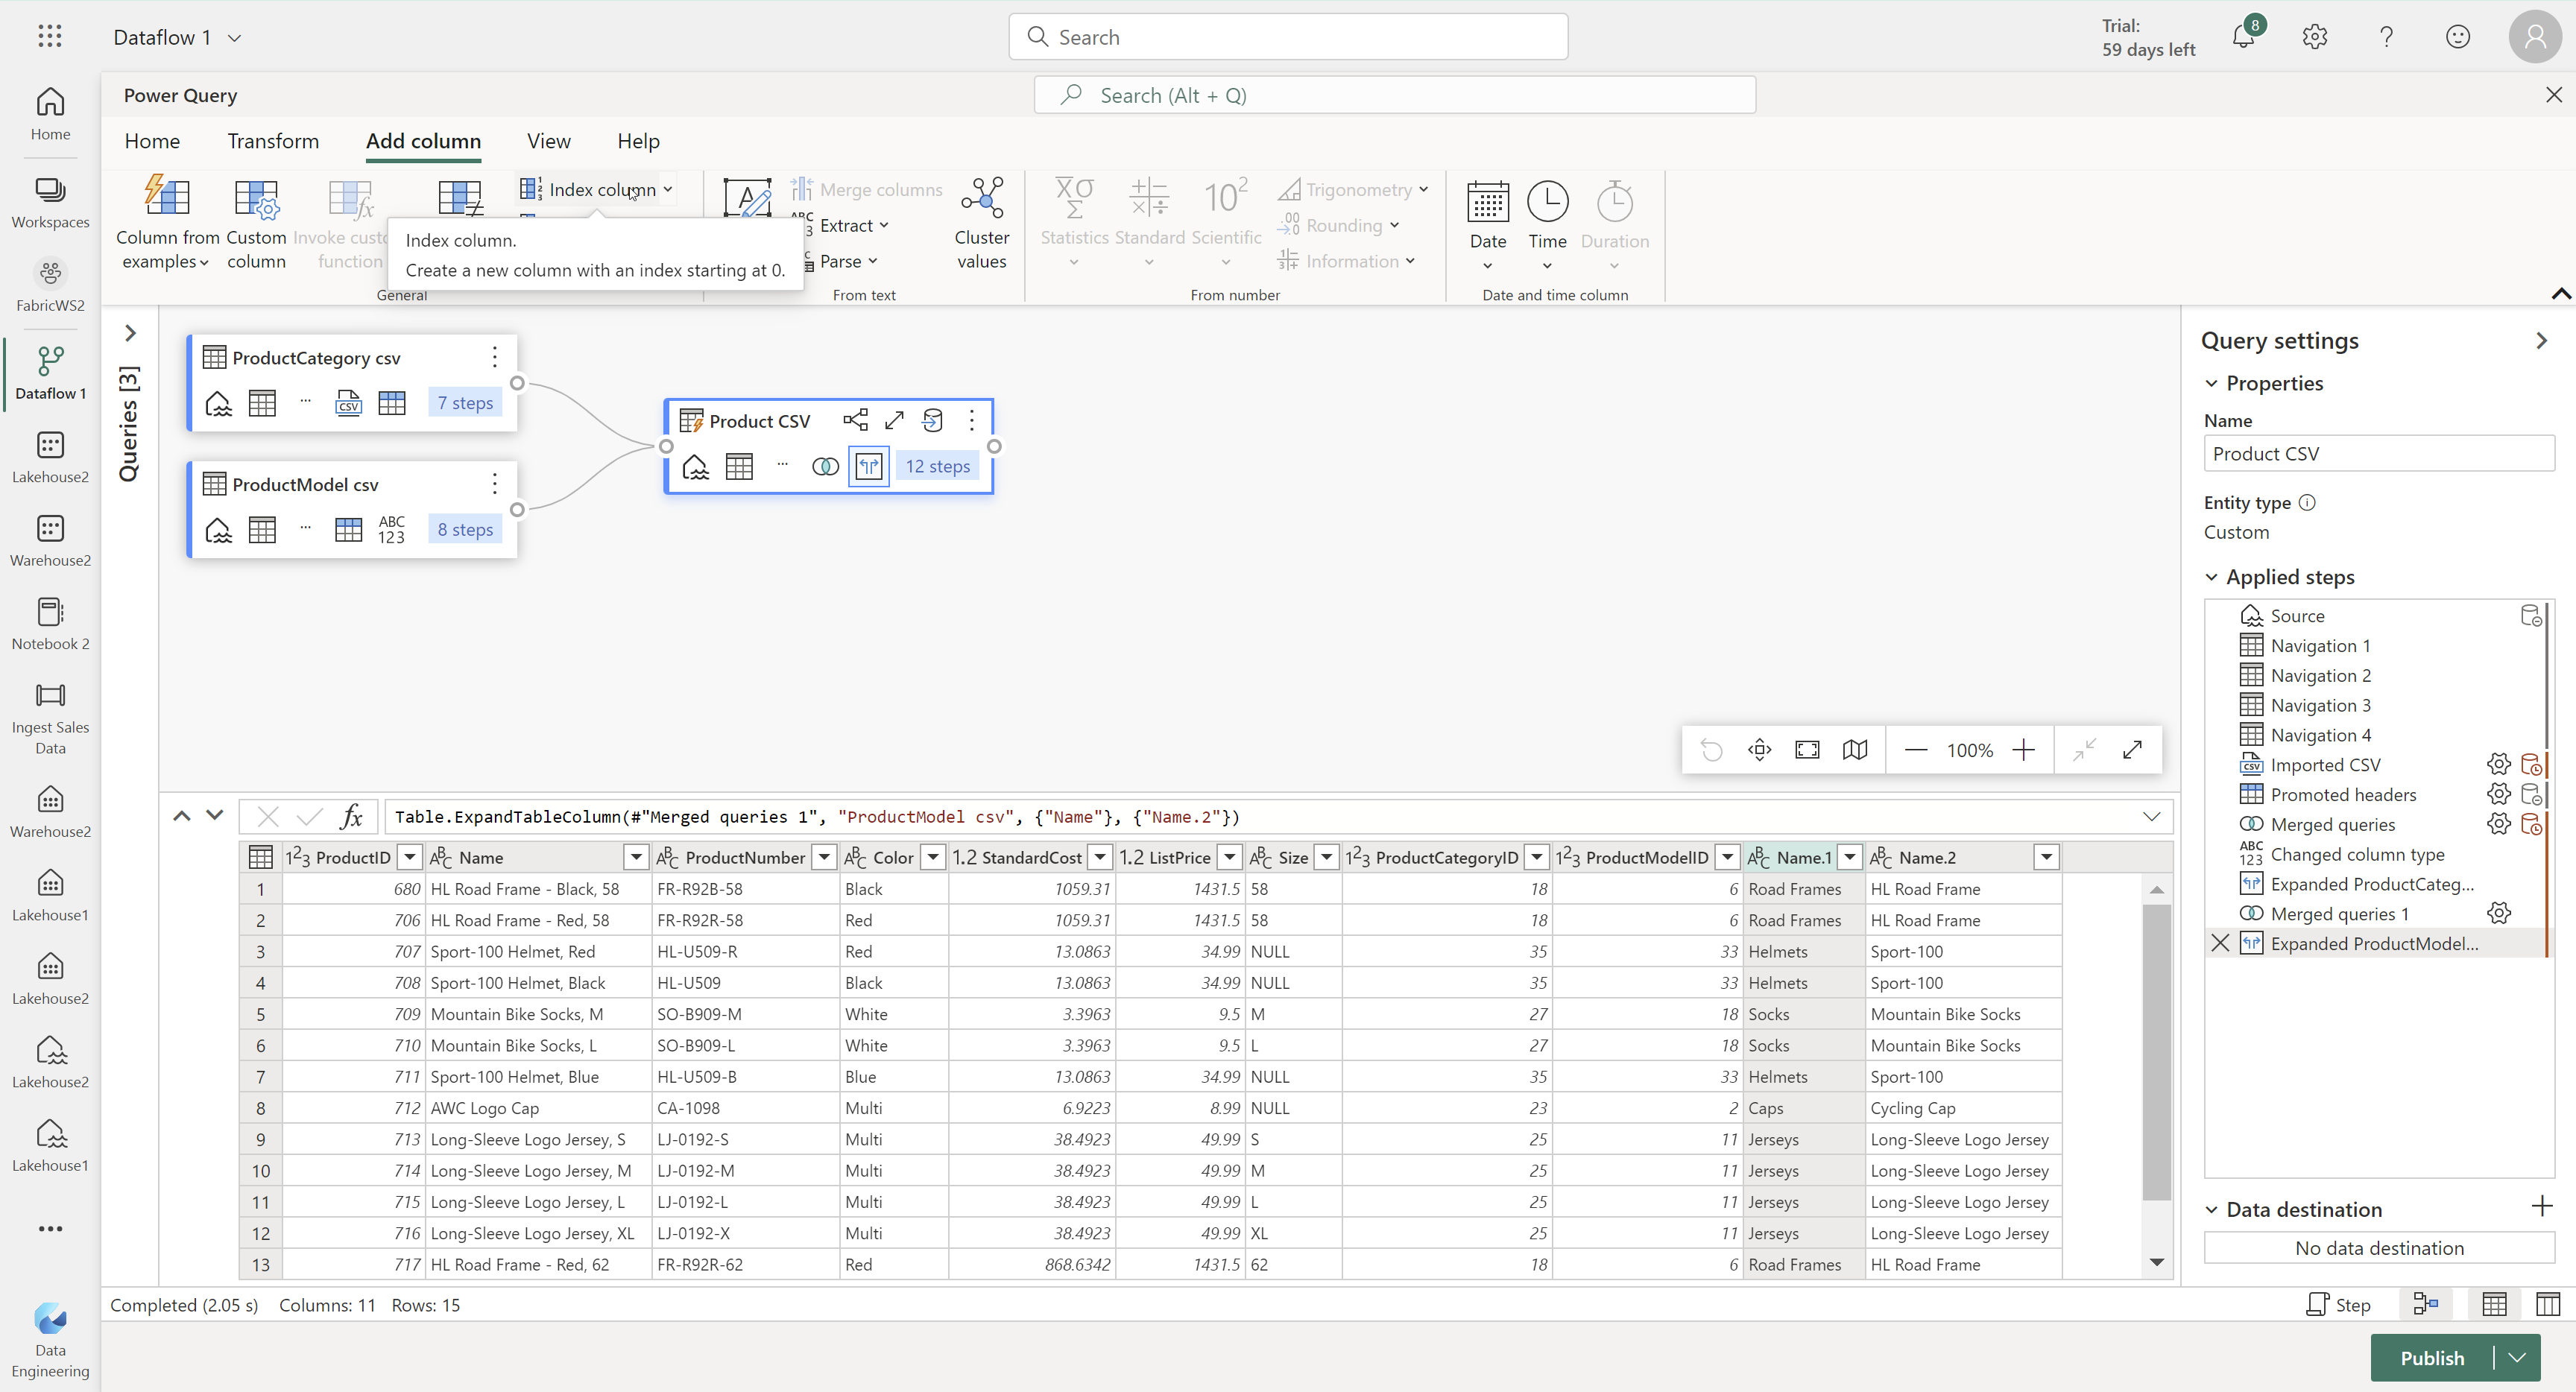 Dataflow 1
Search
Trial:
59 days left
8
Home
Workspaces
FabricWS2
Dataflow 1
Lakehouse2
Warehouse2
Notebook 2
Ingest Sales
Data
Warehouse2
Lakehouse1
Lakehouse2
Lakehouse2
Lakehouse1
Data
Engineering
Power Query
Search (Alt + Q)
Home Transform Add column View Help
Column from
examples
Custom
column
Invoke
function
Index column
General
Index column.
Create a new column with an index starting at 0.
Merge columns
Extract
Parse
From text
Cluster
values
Statistics
Standard
Scientific
Trigonometry
Rounding
Information
From number
Date
Time
Duration
Date and time column
Queries [3]
ProductCategory csv
7 steps
ProductModel csv
ABC
123
8 steps
Product CSV
12 steps
100%
Table.ExpandTableColumn(#"Merged queries 1", "ProductModel csv", {"Name"}, {"Name.2"})
ProductID Name ProductNumber Color 1.2 StandardCost 1.2 ListPrice Size ProductCategoryID ProductModelID Name.1 Name.2
1 680 HL Road Frame - Black, 58 FR-R92B-58 Black 1059.31 1431.5 58 18 6 Road Frames HL Road Frame
2 706 HL Road Frame - Red, 58 FR-R92R-58 Red 1059.31 1431.5 58 18 6 Road Frames HL Road Frame
3 707 Sport-100 Helmet, Red HL-U509-R Red 13.0863 34.99 NULL 35 33 Helmets Sport-100
4 708 Sport-100 Helmet, Black HL-U509 Black 13.0863 34.99 NULL 35 33 Helmets Sport-100
5 709 Mountain Bike Socks, M SO-B909-M White 3.3963 9.5 M 27 18 Socks Mountain Bike Socks
6 710 Mountain Bike Socks, L SO-B909-L White 3.3963 9.5 L 27 18 Socks Mountain Bike Socks
7 711 Sport-100 Helmet, Blue HL-U509-B Blue 13.0863 34.99 NULL 35 33 Helmets Sport-100
8 712 AWC Logo Cap CA-1098 Multi 6.9223 8.99 NULL 23 2 Caps Cycling Cap
9 713 Long-Sleeve Logo Jersey, S LJ-0192-S Multi 38.4923 49.99 S 25 11 Jerseys Long-Sleeve Logo Jersey
10 714 Long-Sleeve Logo Jersey, M LJ-0192-M Multi 38.4923 49.99 M 25 11 Jerseys Long-Sleeve Logo Jersey
11 715 Long-Sleeve Logo Jersey, L LJ-0192-L Multi 38.4923 49.99 L 25 11 Jerseys Long-Sleeve Logo Jersey
12 716 Long-Sleeve Logo Jersey, XL LJ-0192-X Multi 38.4923 49.99 XL 25 11 Jerseys Long-Sleeve Logo Jersey
13 717 HL Road Frame - Red, 62 FR-R92R-62 Red 868.6342 1431.5 62 18 6 Road Frames HL Road Frame
Completed (2.05 s) Columns: 11 Rows: 15
Step
Query settings
Properties
Name
Product CSV
Entity type
Custom
Applied steps
Source
Navigation 1
Navigation 2
Navigation 3
Navigation 4
Imported CSV
Promoted headers
Merged queries
Changed column type
Expanded ProductCateg...
Merged queries 1
Expanded ProductModel...
Data destination
No data destination
Publish